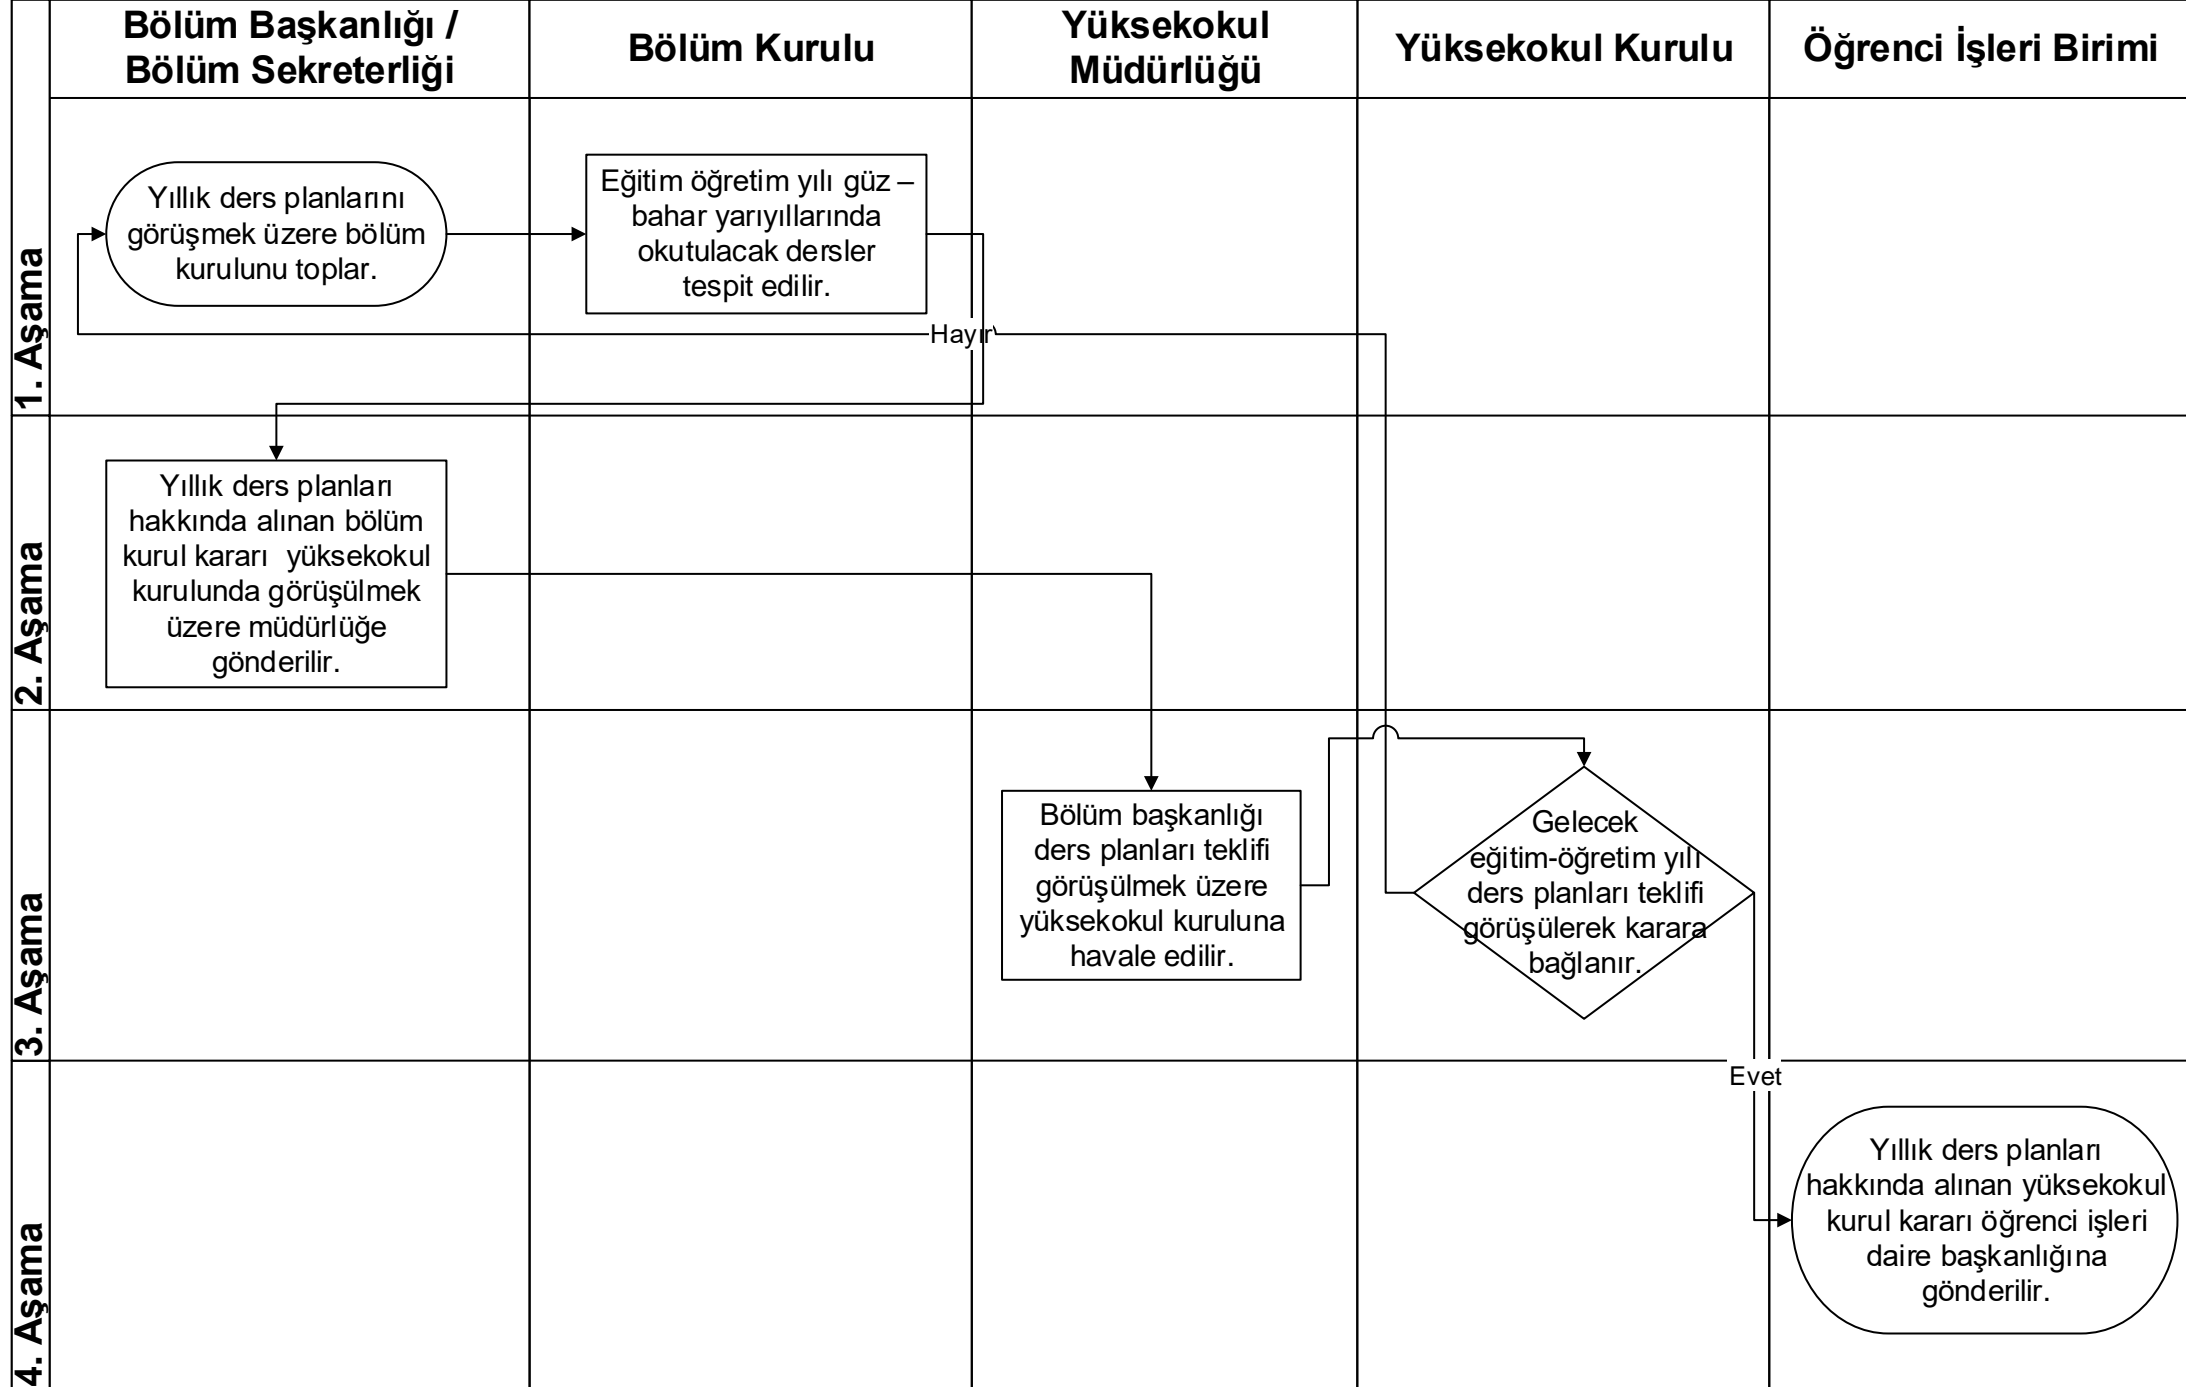 Bölüm Başkanlığı /
Bölüm Sekreterliği
Bölüm Kurulu
Yüksekokul
Müdürlüğü
Yüksekokul Kurulu
Öğrenci İşleri Birimi
1. Aşama
Yıllık ders planlarını
görüşmek üzere bölüm
kurulunu toplar.
Eğitim öğretim yılı güz –
bahar yarıyıllarında
okutulacak dersler
tespit edilir.
Hayır
2. Aşama
Yıllık ders planları
hakkında alınan bölüm
kurul kararı  yüksekokul
kurulunda görüşülmek
üzere müdürlüğe
gönderilir.
3. Aşama
Bölüm başkanlığı
ders planları teklifi
görüşülmek üzere
yüksekokul kuruluna
havale edilir.
Gelecek
eğitim-öğretim yılı
ders planları teklifi
görüşülerek karara
bağlanır.
Evet
4. Aşama
Yıllık ders planları
hakkında alınan yüksekokul
kurul kararı öğrenci işleri
daire başkanlığına
gönderilir.